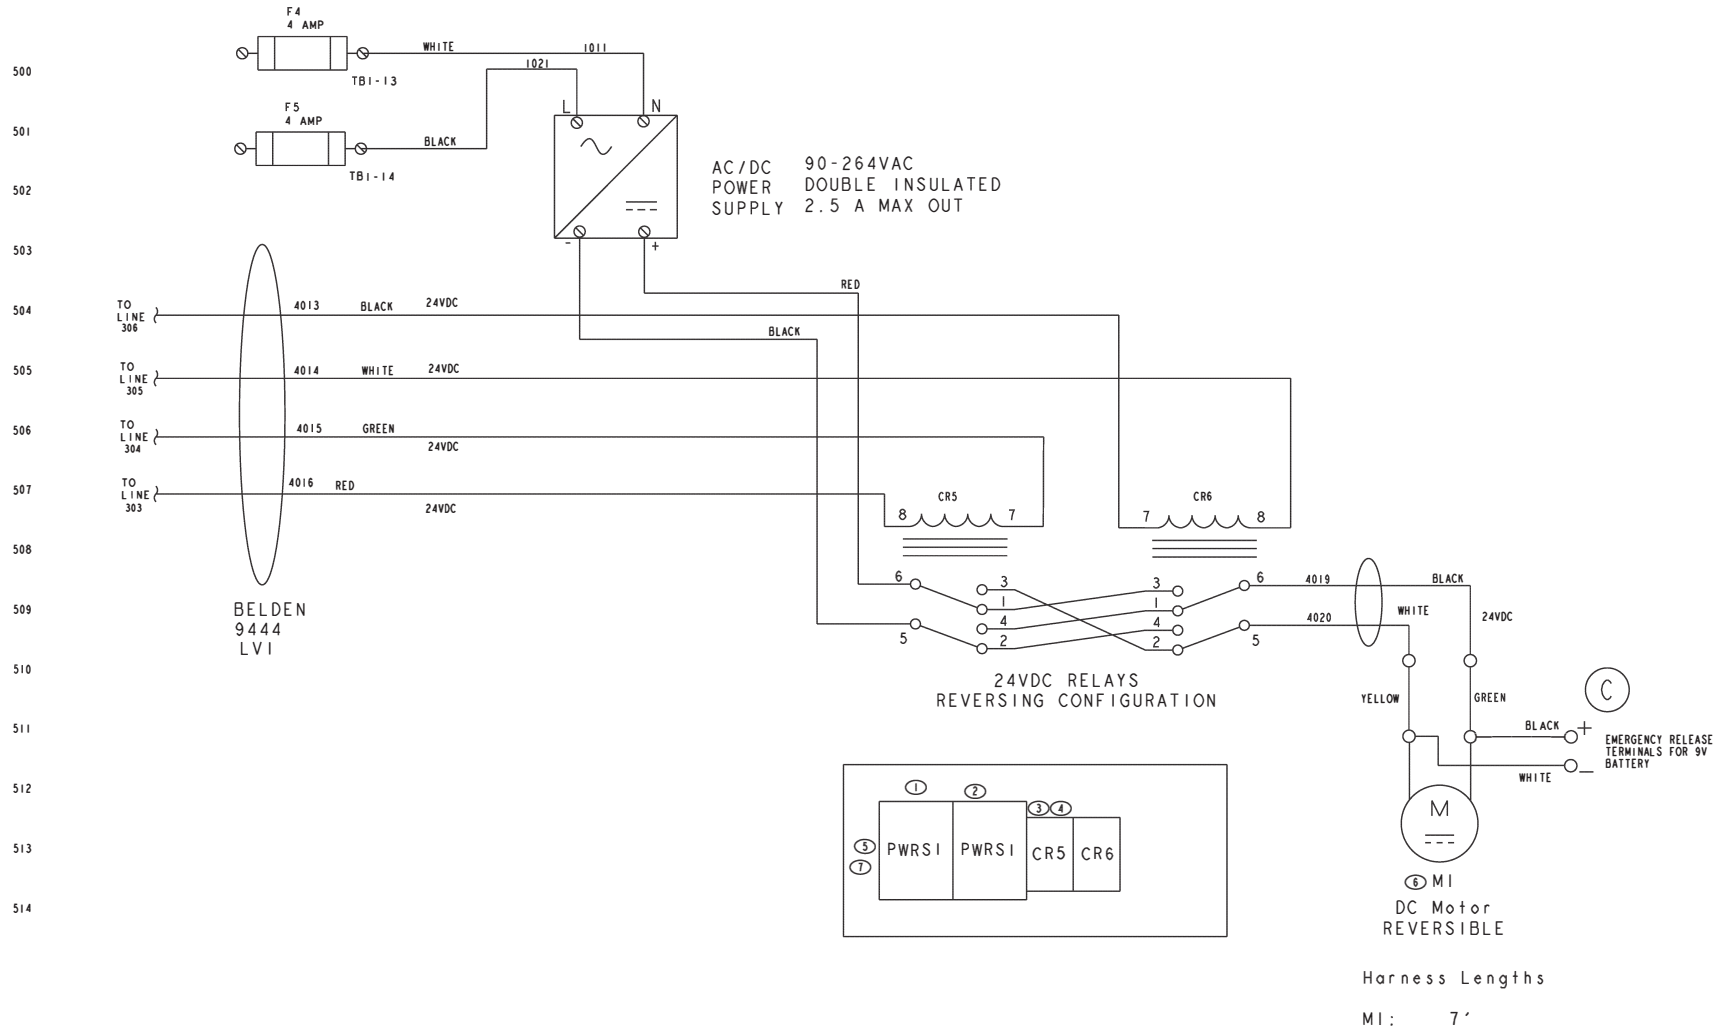 F4
4 AMP
WHITE
1011
1021
500
TB1-13
F5
4 AMP
L
N
501
BLACK
AC/DC 90-264VAC
POWER DOUBLE INSULATED
SUPPLY 2.5 A MAX OUT
TB1-14
502
- +
503
RED
504
TO
LINE
306
4013
BLACK
24VDC
BLACK
505
TO
LINE
305
4014
WHITE
24VDC
506
TO
LINE
304
4015
GREEN
24VDC
507
TO
LINE
303
4016
RED
24VDC
CR5
8
7
CR6
7
8
508
6
3
1
4
2
5
3
1
4
2
6
5
4019
BLACK
509
4020
WHITE
24VDC
BELDEN
9444
LV1
510
24VDC RELAYS
REVERSING CONFIGURATION
YELLOW
GREEN
C
511
BLACK
+
EMERGENCY RELEASE
TERMINALS FOR 9V
BATTERY
WHITE
-
512
1
2
3
4
M
513
5
7
PWRS1
PWRS1
CR5
CR6
6
M1
514
DC Motor
REVERSIBLE
Harness Lengths
M1: 7'